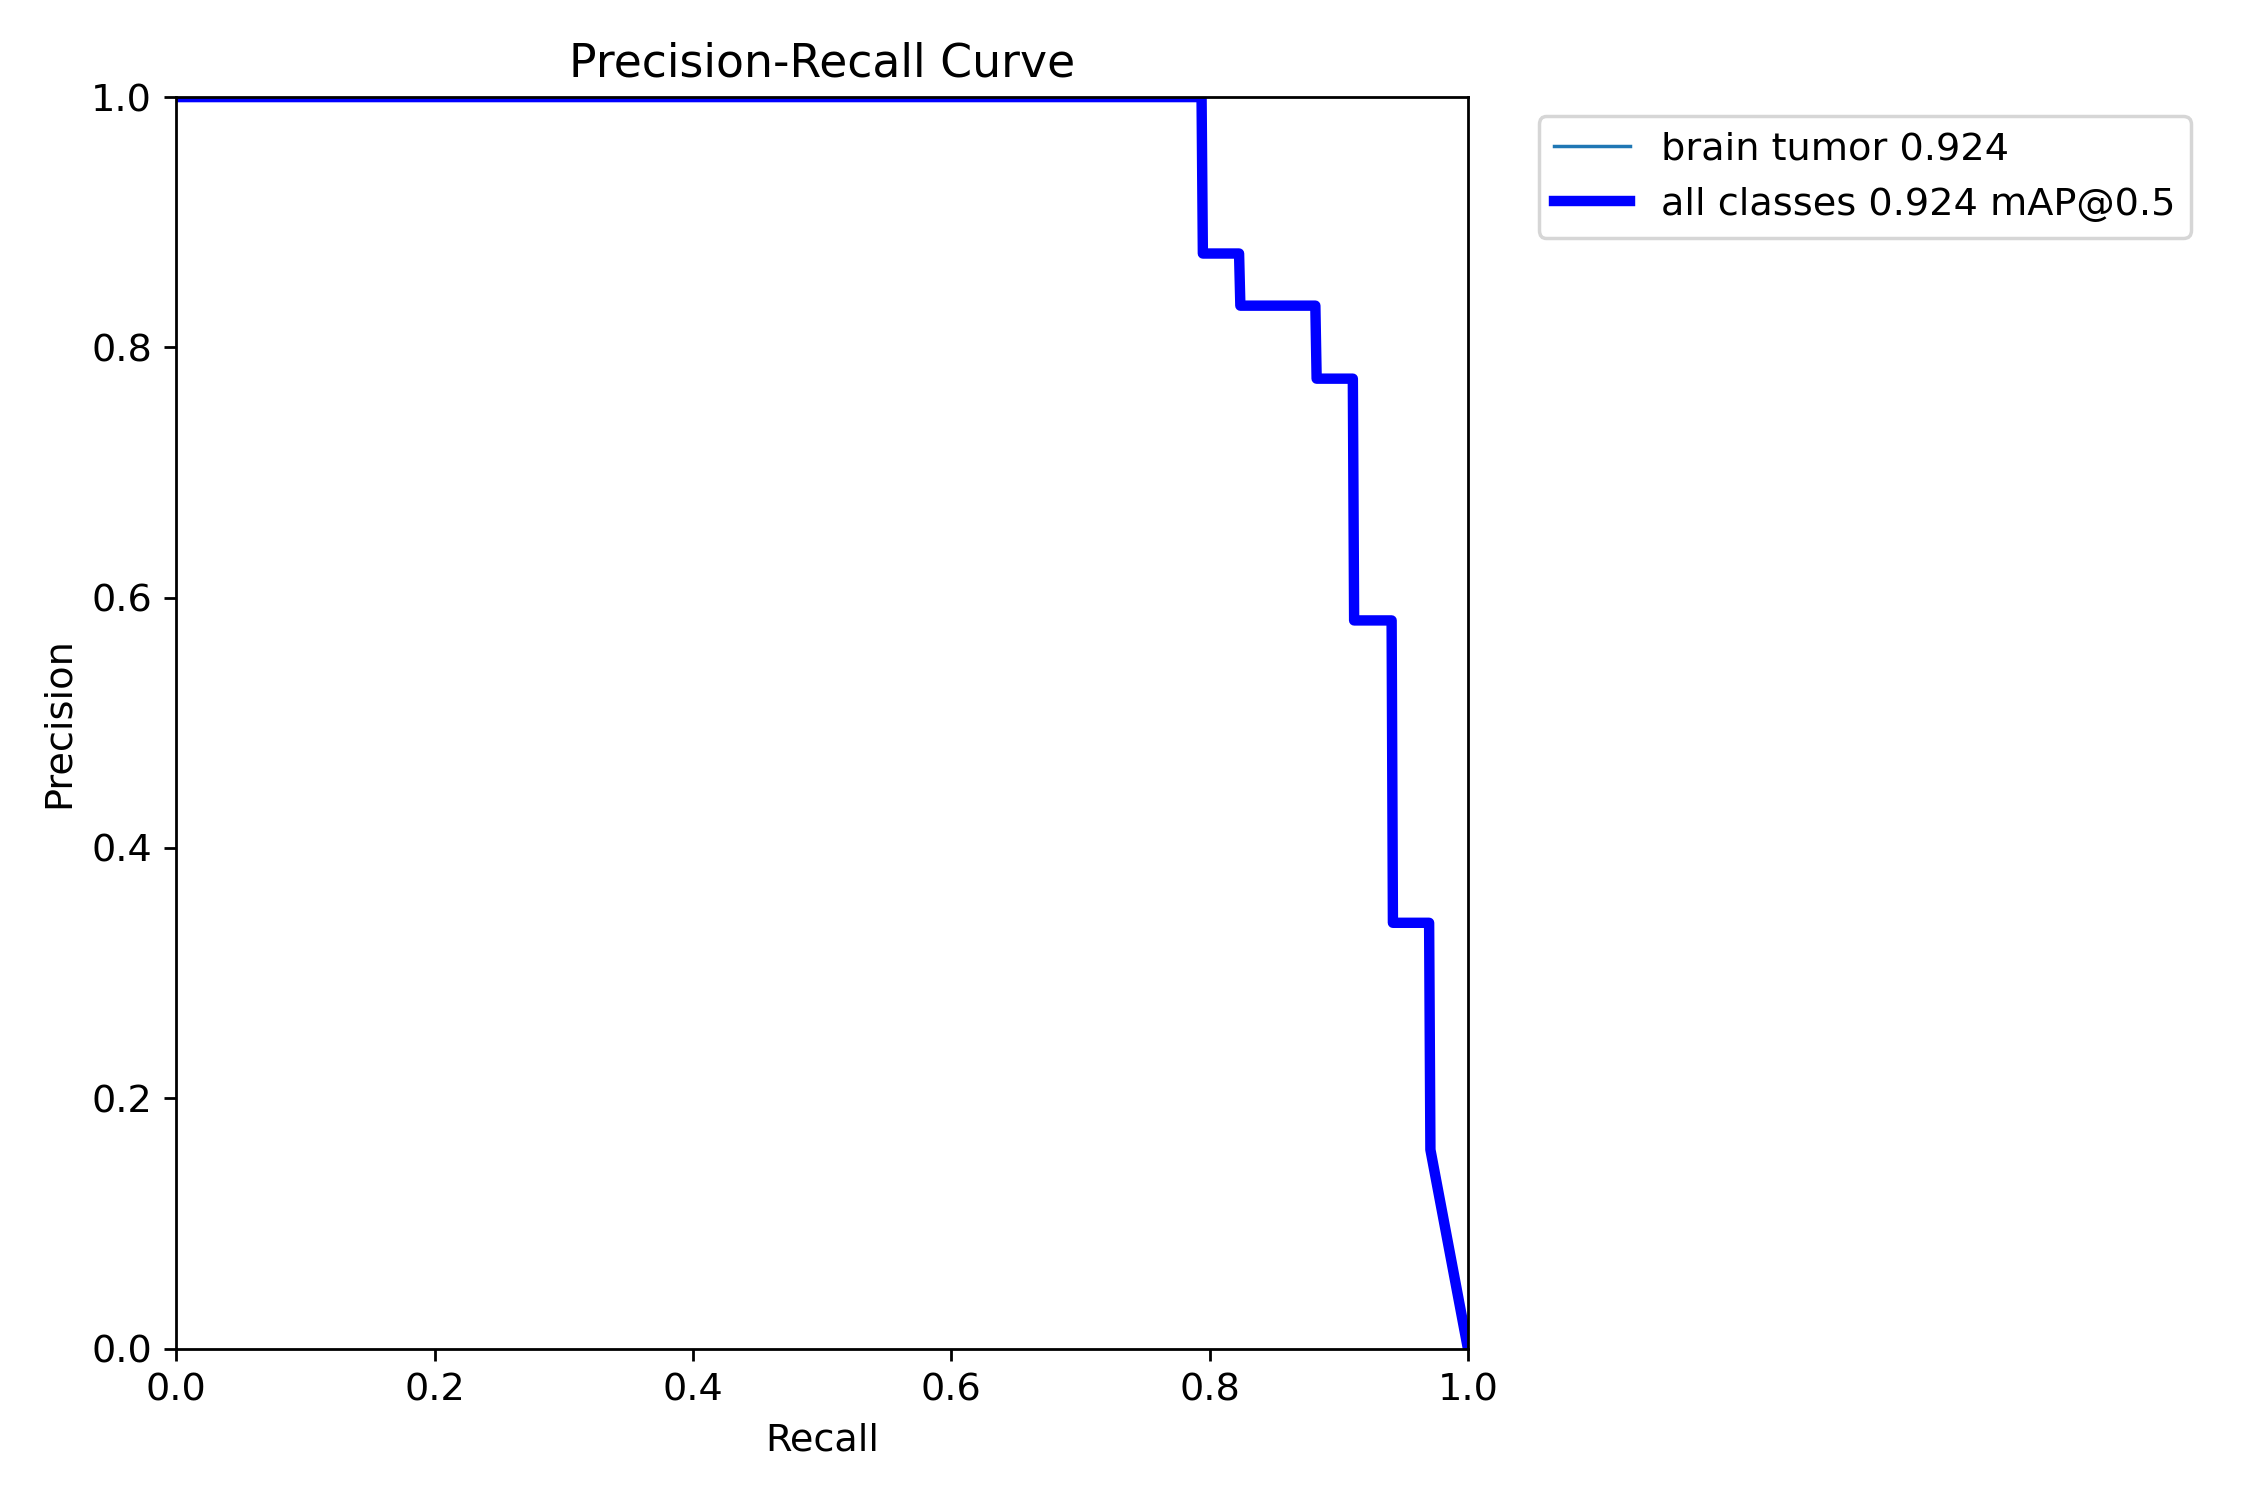 Precision-Recall Curve
brain tumor 0.924
all classes 0.924 mAP@0.5
Precision
1.0
0.8
0.6
0.4
0.2
0.0
0.0 0.2 0.4 0.6 0.8 1.0
Recall